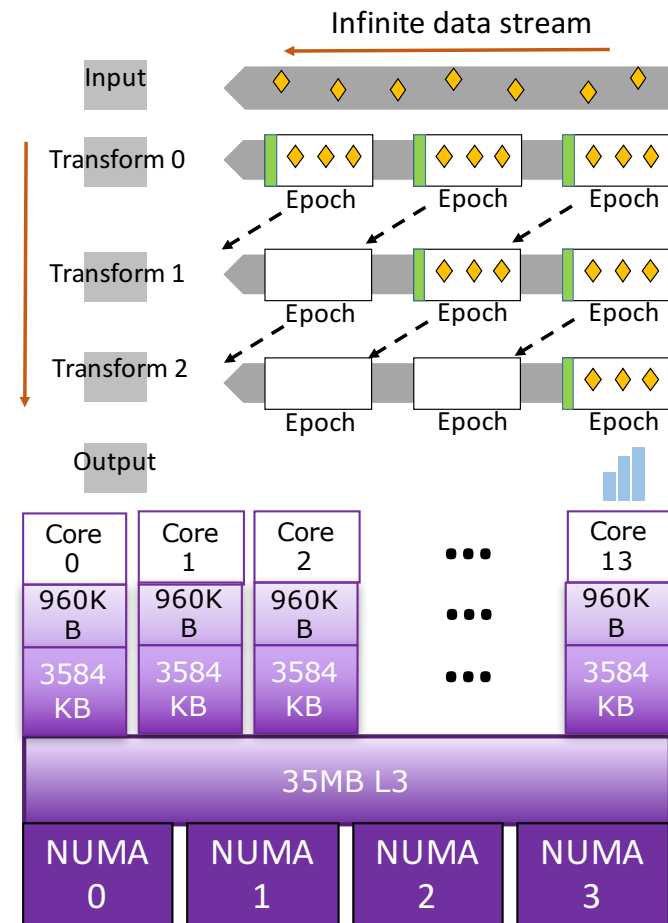 Infinite data stream
Input
Transform 0
Epoch Epoch Epoch
Transform 1
Epoch Epoch Epoch
Transform 2
Epoch Epoch Epoch
Output
Core Core Core ... Core
0 1 2 13
960K 960K 960K ... 960K
B B B B
3584 3584 3584 ... 3584
KB KB KB KB
35MB L3
NUMA NUMA NUMA NUMA
0 1 2 3